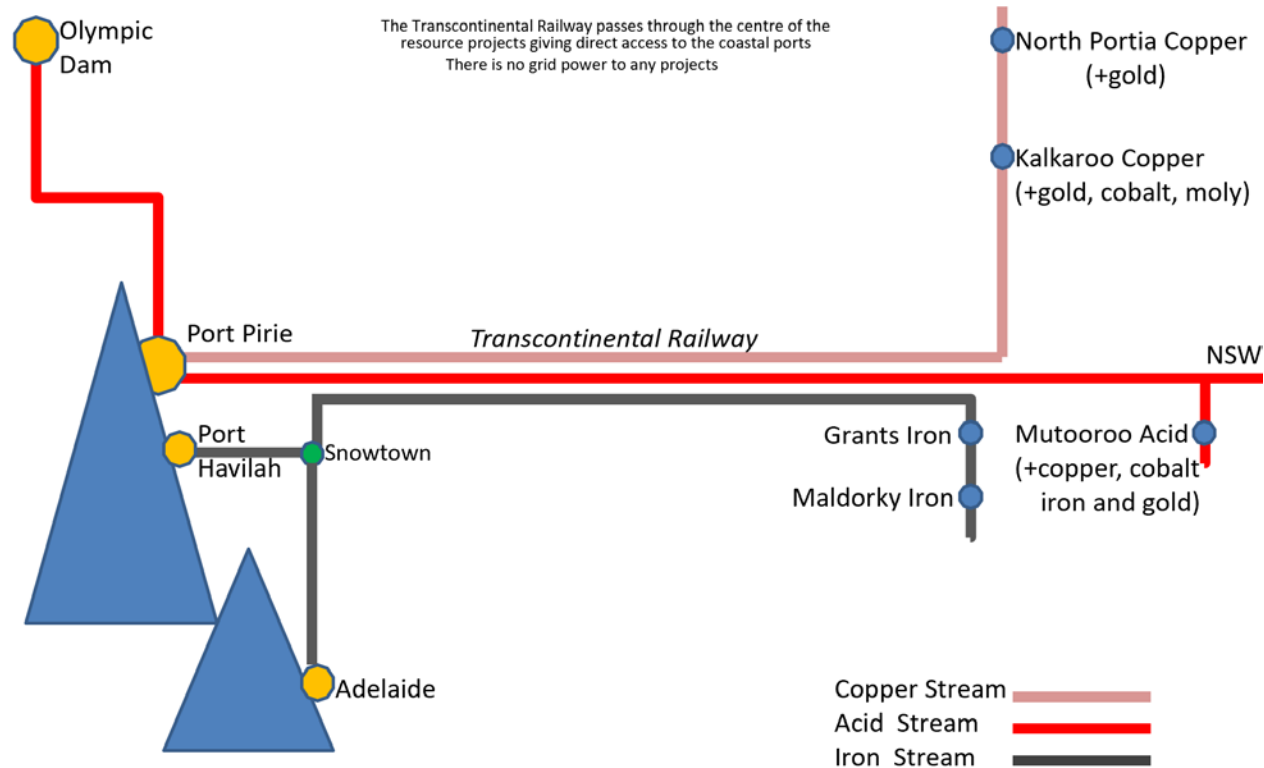 Olympic
Dam
The Transcontinental Railway passes through the centre of the
resource projects giving direct access to the coastal ports
There is no grid power to any projects
North Portia Copper
(+gold)
Kalkaroo Copper
(+gold, cobalt, moly)
Port Pirie
Transcontinental Railway
NSW
Port
Havilah
Snowtown
Grants Iron
Mutooroo Acid
(+copper, cobalt
iron and gold)
Maldorky Iron
Adelaide
Copper Stream
Acid Stream
Iron Stream